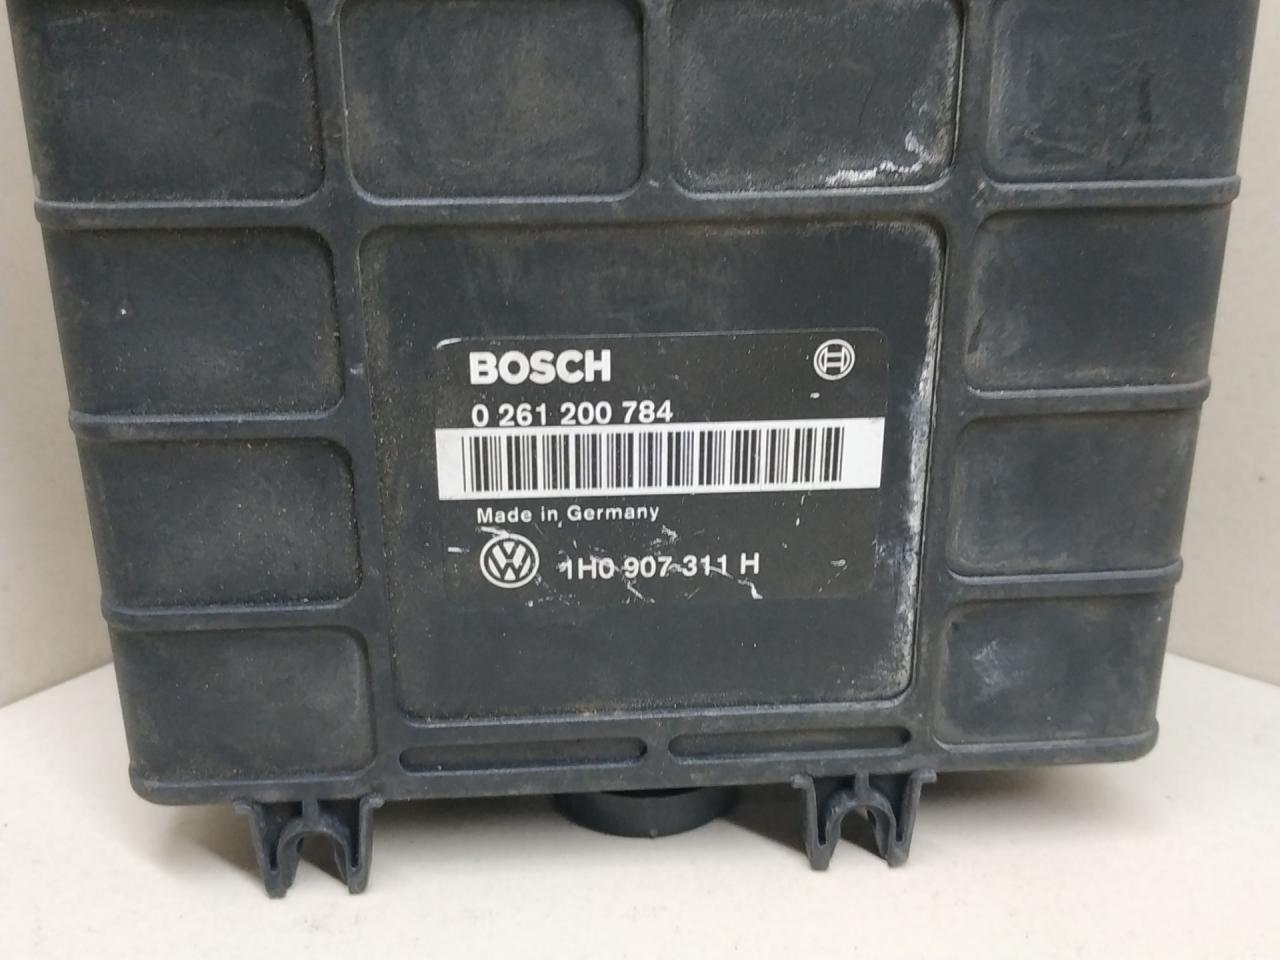 BOSCH
0 261 200 784
Made in Germany
1H0 907 311 H